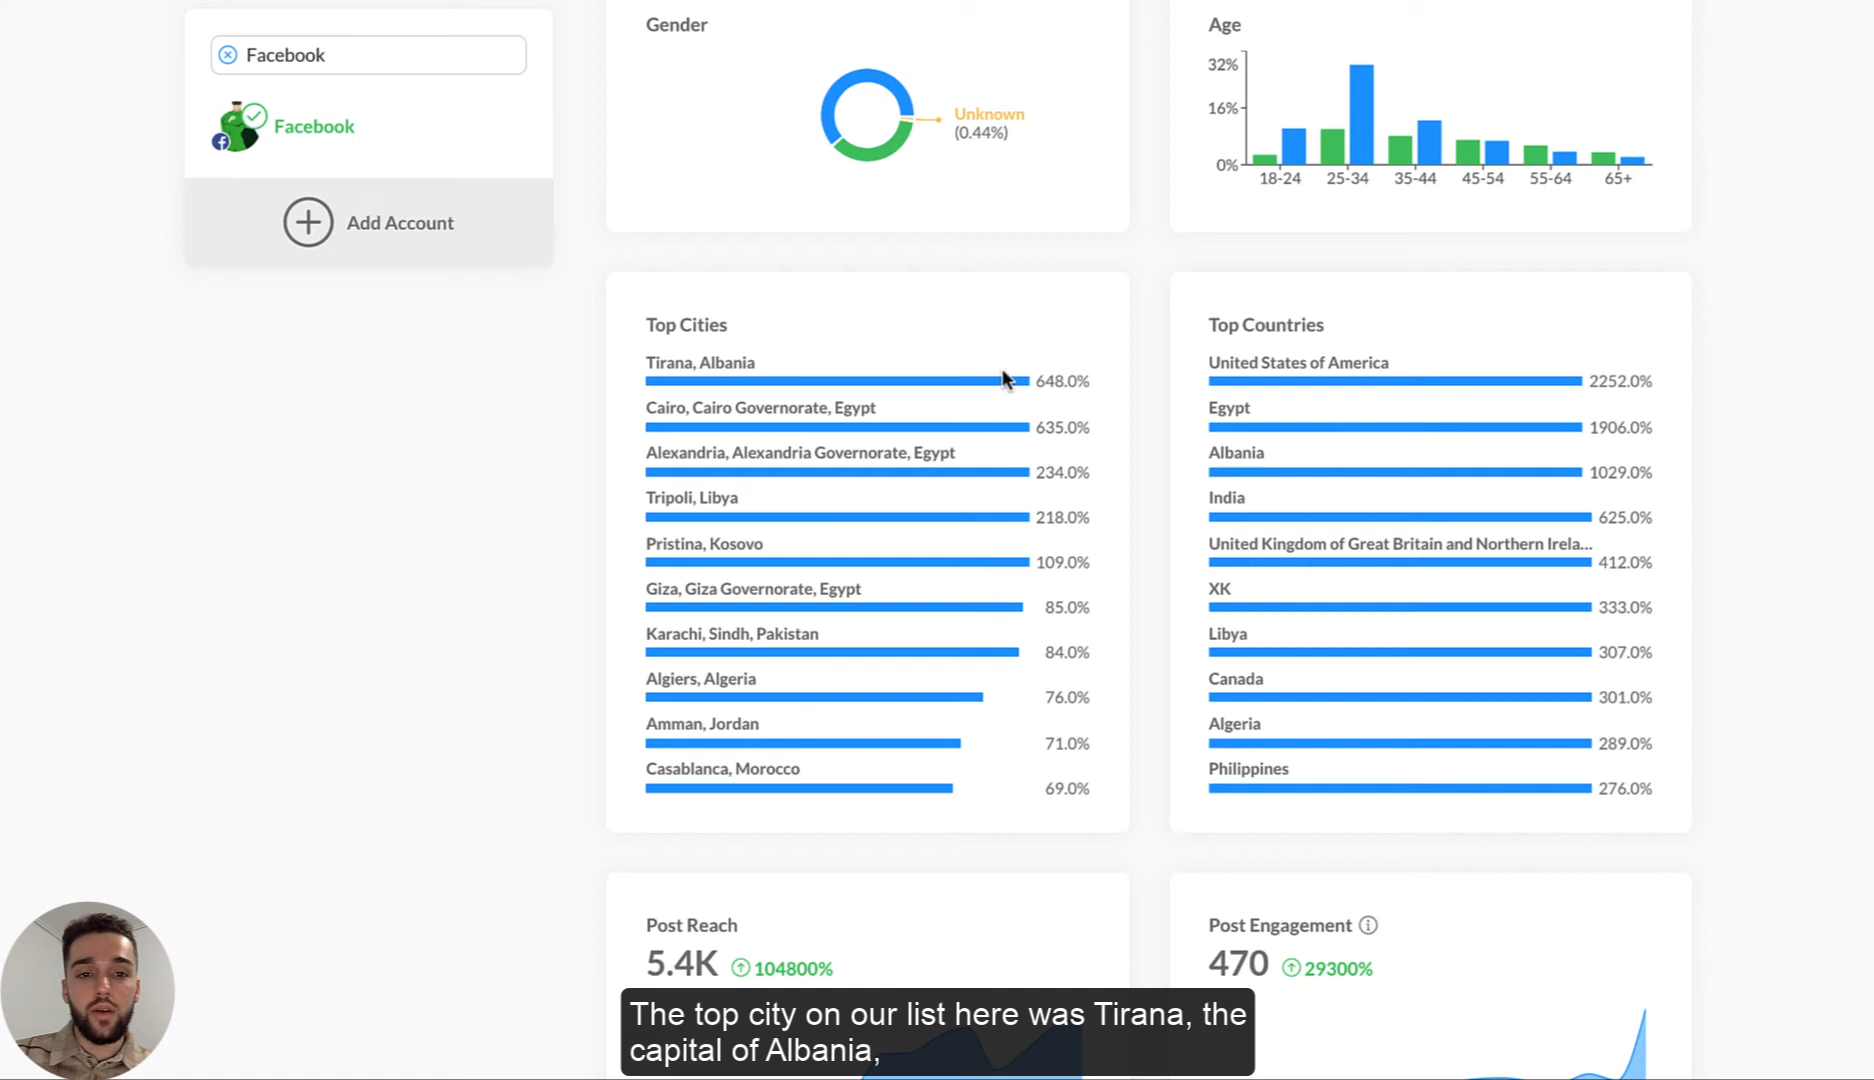 Facebook
Facebook
Add Account
Gender
Unknown
(0.44%)
Age
32%
16%
0%
18-24 25-34 35-44 45-54 55-64 65+
Top Cities
Tirana, Albania
648.0%
Cairo, Cairo Governorate, Egypt
635.0%
Alexandria, Alexandria Governorate, Egypt
234.0%
Tripoli, Libya
218.0%
Pristina, Kosovo
109.0%
Giza, Giza Governorate, Egypt
85.0%
Karachi, Sindh, Pakistan
84.0%
Algiers, Algeria
76.0%
Amman, Jordan
71.0%
Casablanca, Morocco
69.0%
Top Countries
United States of America
2252.0%
Egypt
1906.0%
Albania
1029.0%
India
625.0%
United Kingdom of Great Britain and Northern Irela...
412.0%
XK
333.0%
Libya
307.0%
Canada
301.0%
Algeria
289.0%
Philippines
276.0%
Post Reach
5.4K 104800%
Post Engagement
470 29300%
The top city on our list here was Tirana, the
capital of Albania,